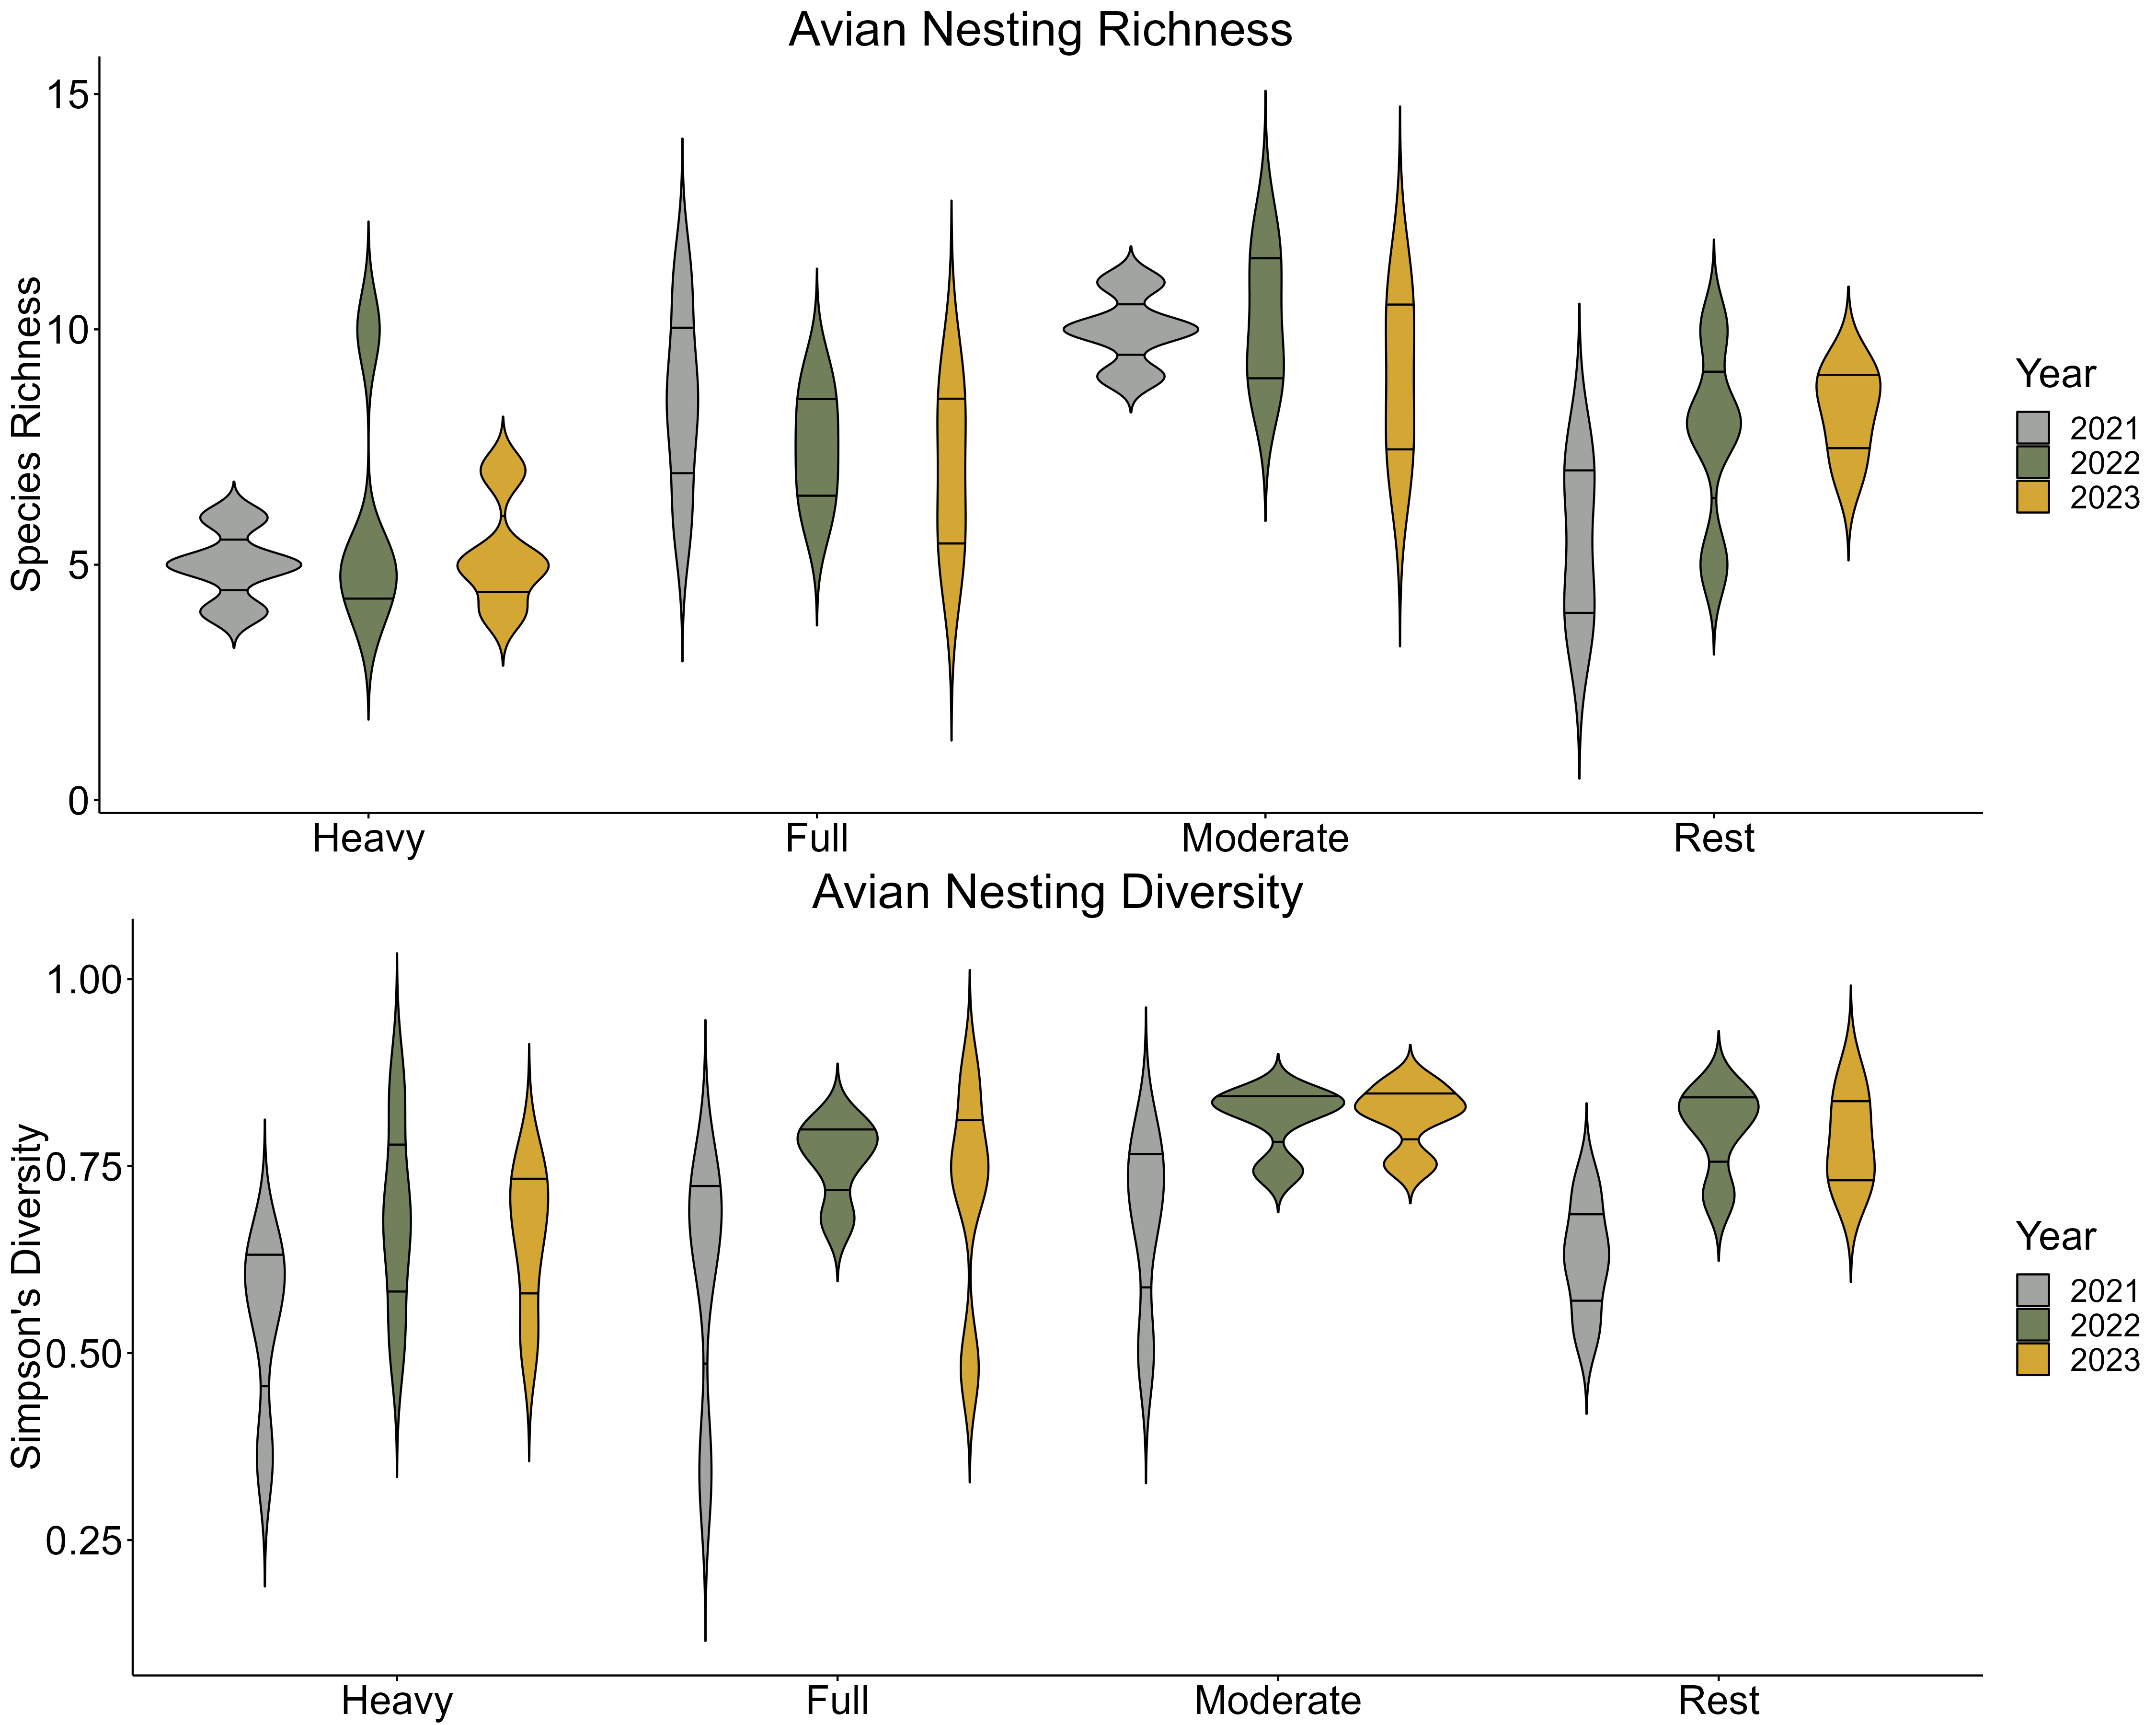 Avian Nesting Richness
Species Richness
15
10
5
0
Heavy Full Moderate Rest
Year
2021
2022
2023
Avian Nesting Diversity
Simpson's Diversity
1.00
0.75
0.50
0.25
Heavy Full Moderate Rest
Year
2021
2022
2023